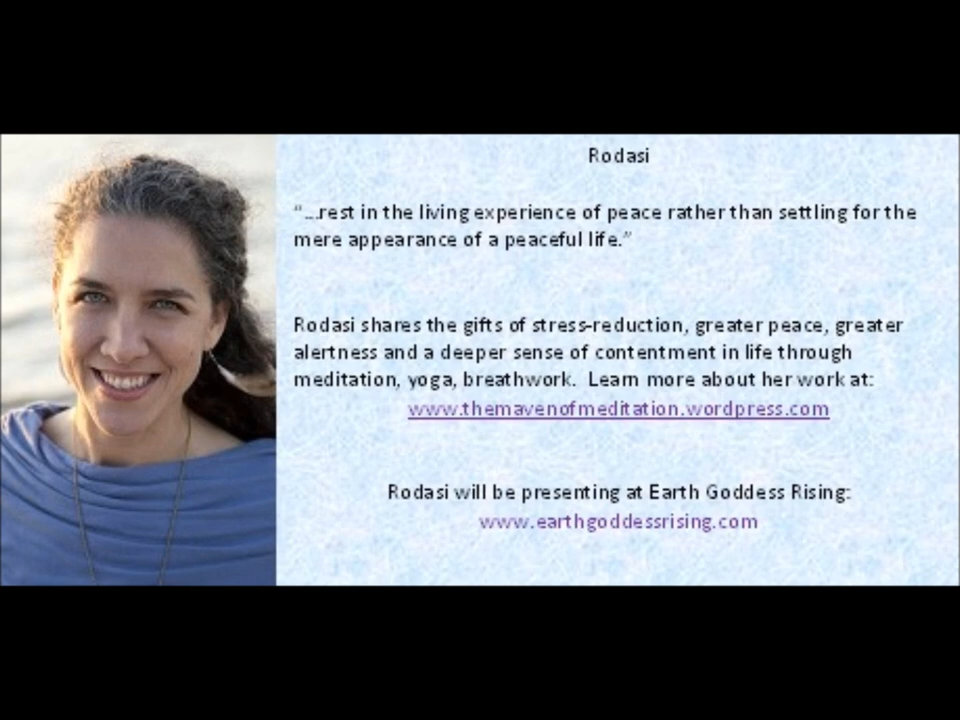 Rodasi
"...rest in the living experience of peace rather than settling for the
mere appearance of a peaceful life."
Rodasi shares the gifts of stress-reduction, greater peace, greater
alertness and a deeper sense of contentment in life through
meditation, yoga, breathwork.  Learn more about her work at:
www.themavenofmeditation.wordpress.com
Rodasi will be presenting at Earth Goddess Rising:
www.earthgoddessrising.com